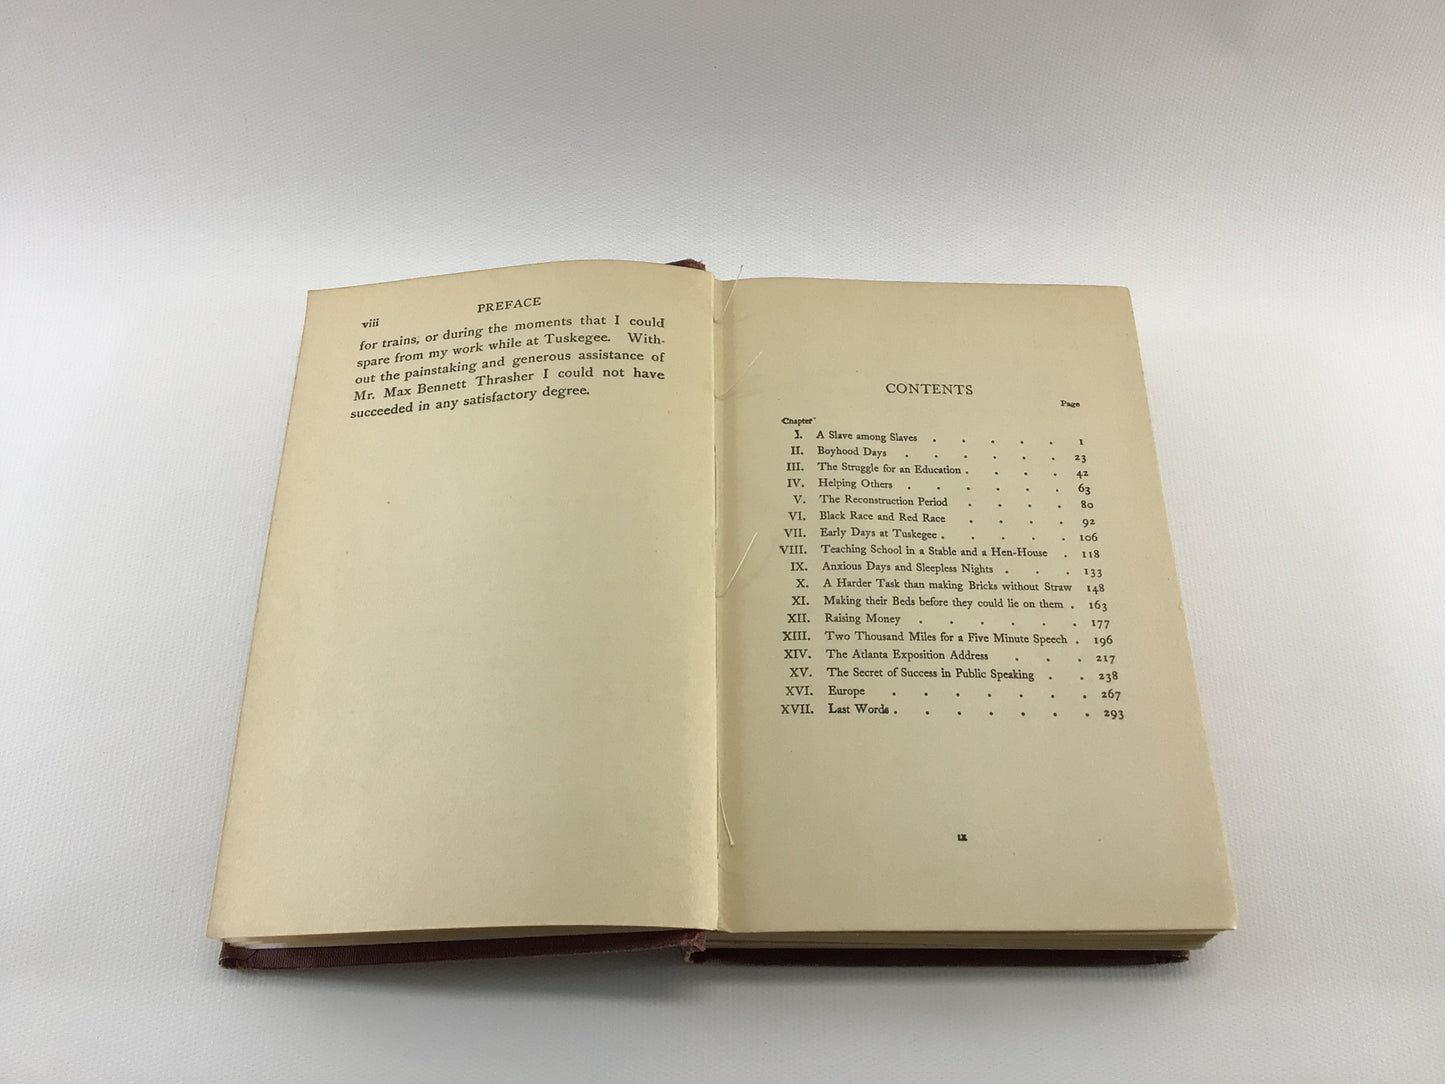 viii
PREFACE
for trains, or during the moments that I could
spare from my work while at Tuskegee. With-
out the painstaking and generous assistance of
Mr. Max Bennett Thrasher I could not have
succeeded in any satisfactory degree.
CONTENTS
Page
Chapter
I. A Slave among Slaves . . . . . 1
II. Boyhood Days . . . . . . 23
III. The Struggle for an Education . . . . 42
IV. Helping Others . . . . . . 63
V. The Reconstruction Period . . . . 80
VI. Black Race and Red Race . . . . 92
VII. Early Days at Tuskegee . . . . . 106
VIII. Teaching School in a Stable and a Hen-House . 118
IX. Anxious Days and Sleepless Nights . . . 133
X. A Harder Task than making Bricks without Straw 148
XI. Making their Beds before they could lie on them . 163
XII. Raising Money . . . . . . 177
XIII. Two Thousand Miles for a Five Minute Speech . 196
XIV. The Atlanta Exposition Address . . . 217
XV. The Secret of Success in Public Speaking . . 238
XVI. Europe . . . . . . . 267
XVII. Last Words . . . . . . . 293
ix